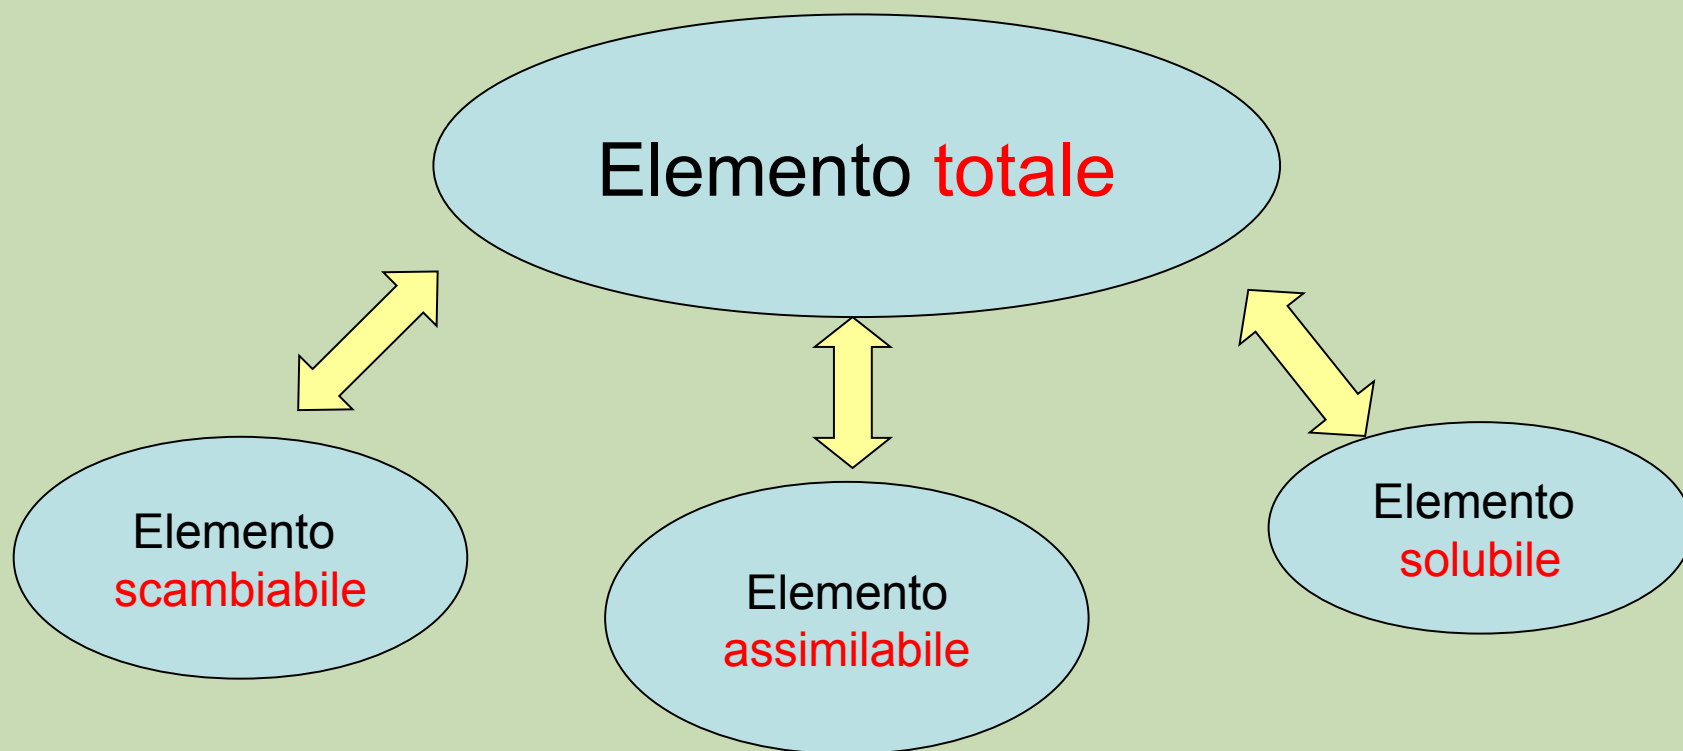 Elemento totale
Elemento
scambiabile
Elemento
assimilabile
Elemento
solubile